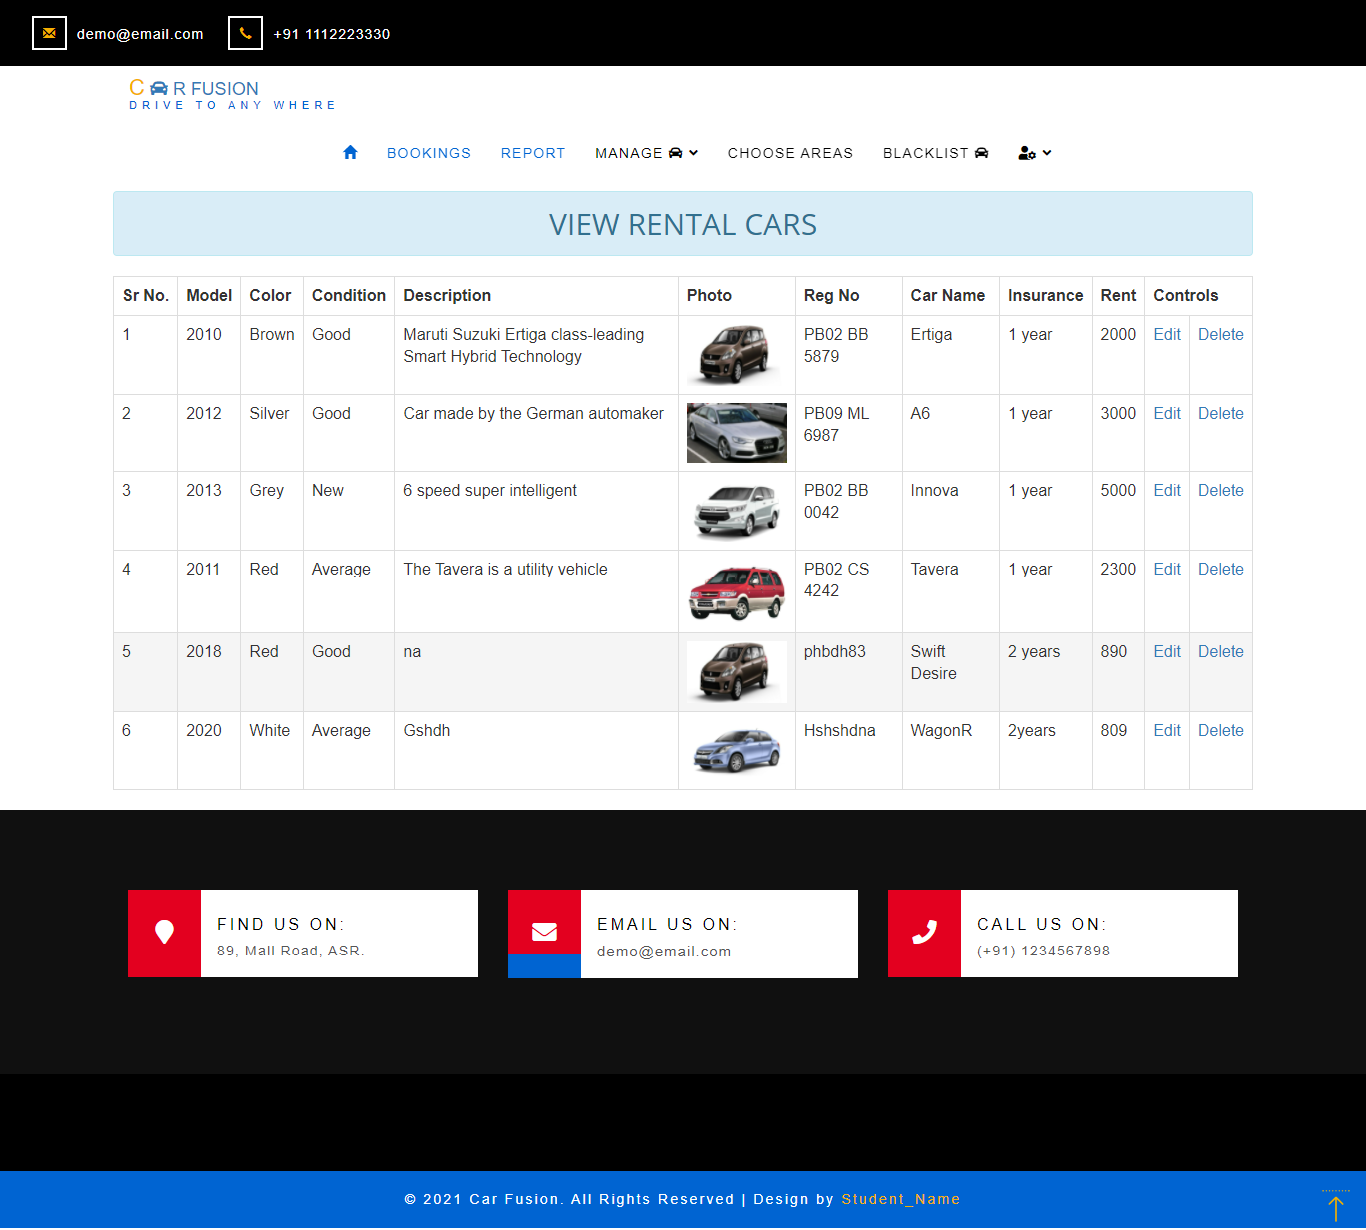 demo@email.com +91 1112223330
C R FUSION
DRIVE TO ANY WHERE
BOOKINGS REPORT MANAGE CHOOSE AREAS BLACKLIST
VIEW RENTAL CARS
Sr No. Model Color Condition Description Photo Reg No Car Name Insurance Rent Controls
1 2010 Brown Good Maruti Suzuki Ertiga class-leading PB02 BB Ertiga 1 year 2000 Edit Delete
Smart Hybrid Technology 5879
2 2012 Silver Good Car made by the German automaker PB09 ML A6 1 year 3000 Edit Delete
6987
3 2013 Grey New 6 speed super intelligent PB02 BB Innova 1 year 5000 Edit Delete
0042
4 2011 Red Average The Tavera is a utility vehicle PB02 CS Tavera 1 year 2300 Edit Delete
4242
5 2018 Red Good na phbdh83 Swift 2 years 890 Edit Delete
Desire
6 2020 White Average Gshdh Hshshdna WagonR 2years 809 Edit Delete
FIND US ON: EMAIL US ON: CALL US ON:
89, Mall Road, ASR. demo@email.com (+91) 1234567898
© 2021 Car Fusion. All Rights Reserved | Design by Student_Name